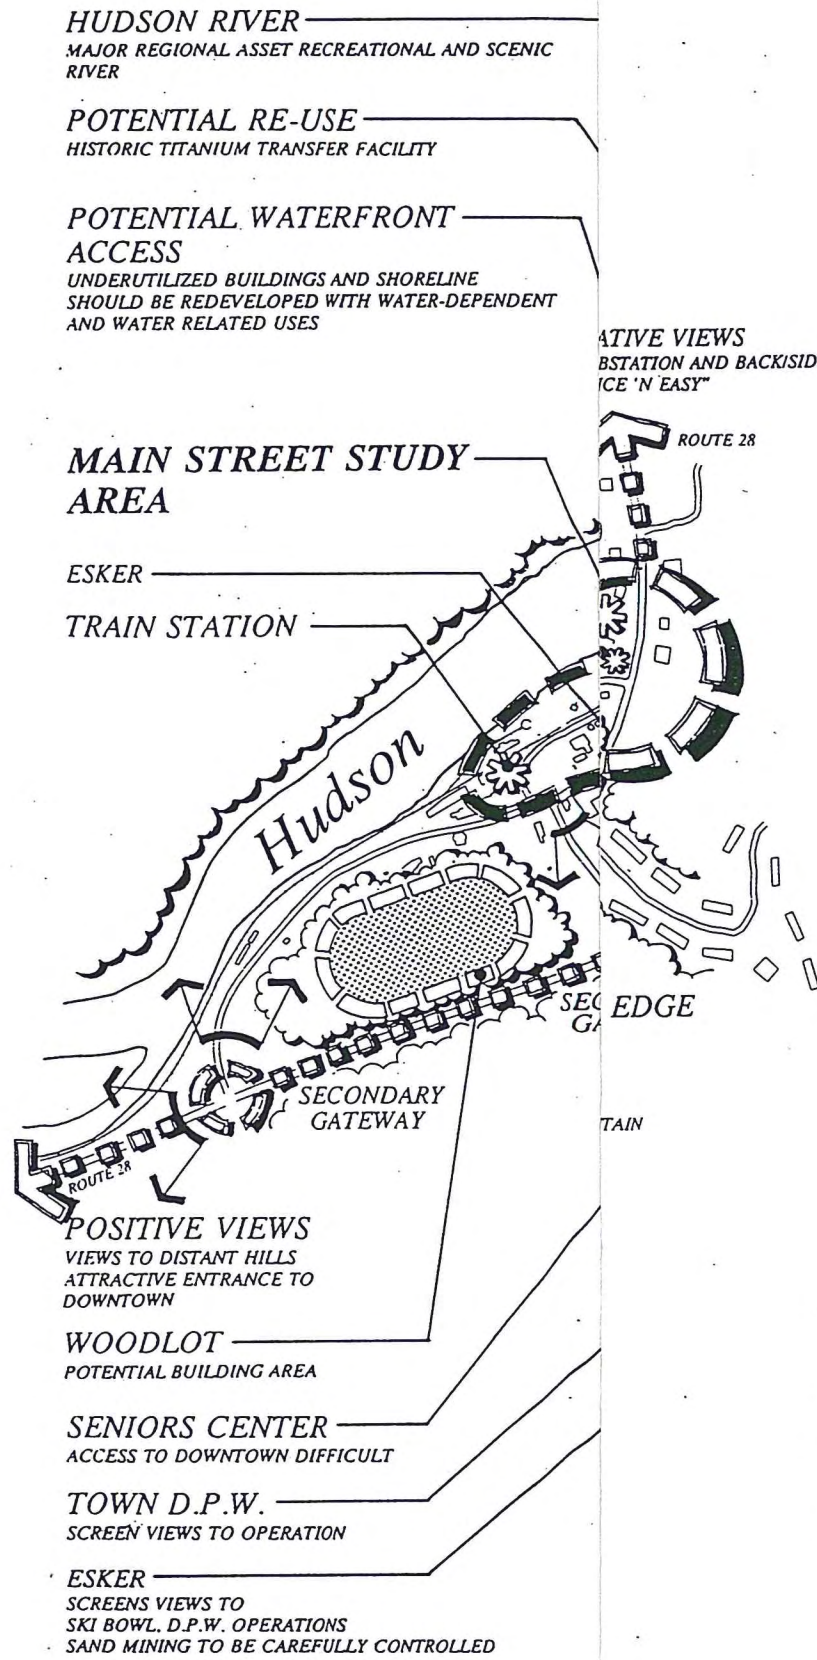 HUDSON RIVER
MAJOR REGIONAL ASSET RECREATIONAL AND SCENIC
RIVER
POTENTIAL RE-USE
HISTORIC TITANIUM TRANSFER FACILITY
POTENTIAL WATERFRONT
ACCESS
UNDERUTILIZED BUILDINGS AND SHORELINE
SHOULD BE REDEVELOPED WITH WATER-DEPENDENT
AND WATER RELATED USES
ATIVE VIEWS
BSTATION AND BACKISID
ICE 'N EASY"
ROUTE 28
MAIN STREET STUDY
AREA
ESKER
TRAIN STATION
Hudson
SEC EDGE
GA
SECONDARY
GATEWAY
TAIN
ROUTE 28
POSITIVE VIEWS
VIEWS TO DISTANT HILLS
ATTRACTIVE ENTRANCE TO
DOWNTOWN
WOODLOT
POTENTIAL BUILDING AREA
SENIORS CENTER
ACCESS TO DOWNTOWN DIFFICULT
TOWN D.P.W.
SCREEN VIEWS TO OPERATION
ESKER
SCREENS VIEWS TO
SKI BOWL. D.P.W. OPERATIONS
SAND MINING TO BE CAREFULLY CONTROLLED